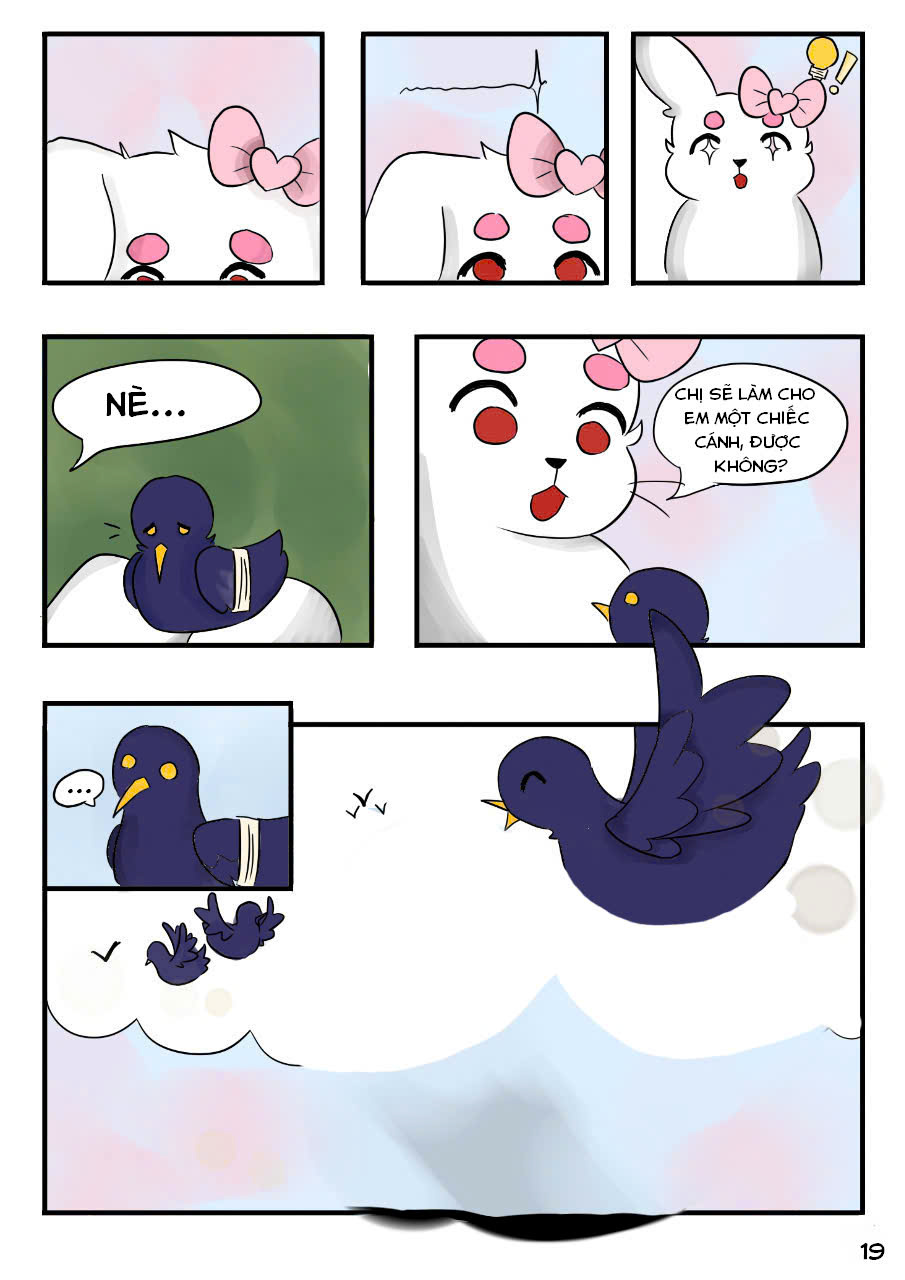 NÈ...
CHỊ SẼ LÀM CHO
EM MỘT CHIẾC
CÁNH, ĐƯỢC
KHÔNG?
...
19